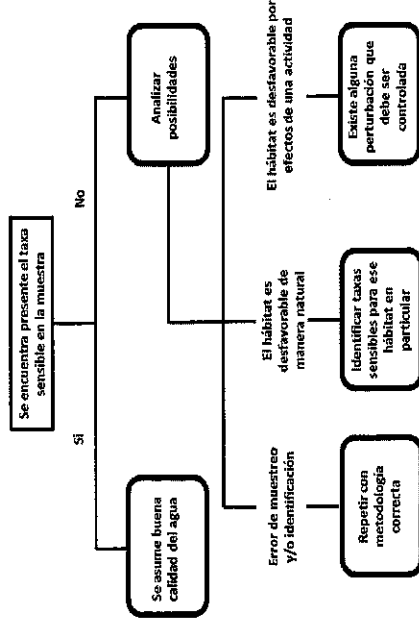 Se encuentra presente el taxa
sensible en la muestra
Si
No
Se asume buena
calidad del agua
Analizar
posibilidades
Error de muestreo
y/o identificación
El hábitat es
desfavorable de
manera natural
El hábitat es desfavorable por
efectos de una actividad
Repetir con
metodología
correcta
Identificar taxas
sensibles para ese
hábitat en
particular
Existe alguna
perturbación que
debe ser
controlada